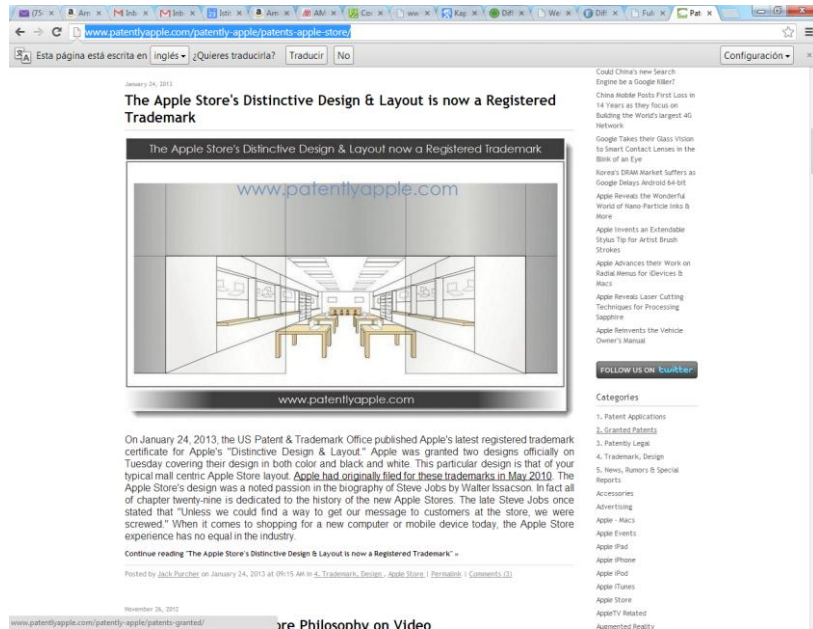 (75
Am
Inb
Inb
Isti
Am
AM
Cor
ww
Kap
Diff
We
Diff
Full
Pat
www.patentlyapple.com/patently-apple/patents-apple-store/
Esta página está escrita en inglés ¿Quieres traducirla? Traducir No Configuración
January 24, 2013
The Apple Store's Distinctive Design & Layout is now a Registered
Trademark
The Apple Store's Distinctive Design & Layout now a Registered Trademark
www.patentlyapple.com
www.patentlyapple.com
On January 24, 2013, the US Patent & Trademark Office published Apple's latest registered trademark
certificate for Apple's "Distinctive Design & Layout." Apple was granted two designs officially on
Tuesday covering their design in both color and black and white. This particular design is that of your
typical mall centric Apple Store layout. Apple had originally filed for these trademarks in May 2010. The
Apple Store's design was a noted passion in the biography of Steve Jobs by Walter Issacson. In fact all
of chapter twenty-nine is dedicated to the history of the new Apple Stores. The late Steve Jobs once
stated that "Unless we could find a way to get our message to customers at the store, we were
screwed." When it comes to shopping for a new computer or mobile device today, the Apple Store
experience has no equal in the industry.
Continue reading "The Apple Store's Distinctive Design & Layout is now a Registered Trademark" »
Posted by Jack Purcher on January 24, 2013 at 09:15 AM in 4. Trademark, Design , Apple Store | Permalink | Comments (3)
November 26, 2012
ore Philosophy on Video
www.patentlyapple.com/patently-apple/patents-granted/
Could China's new Search
Engine be a Google Killer?
China Mobile Posts First Loss in
14 Years as they focus on
Building the World's largest 4G
Network
Google Takes their Glass Vision
to Smart Contact Lenses in the
Blink of an Eye
Korea's DRAM Market Suffers as
Google Delays Android 64-bit
Apple Reveals the Wonderful
World of Nano-Particle Inks &
More
Apple Invents an Extendable
Stylus Tip for Artist Brush
Strokes
Apple Advances their Work on
Radial Menus for iDevices &
Macs
Apple Reveals Laser Cutting
Techniques for Processing
Sapphire
Apple Reinvents the Vehicle
Owner's Manual
FOLLOW US ON twitter
Categories
1. Patent Applications
2. Granted Patents
3. Patently Legal
4. Trademark, Design
5. News, Rumors & Special
Reports
Accessories
Advertising
Apple - Macs
Apple Events
Apple iPad
Apple iPhone
Apple iPod
Apple iTunes
Apple Store
AppleTV Related
Augmented Reality